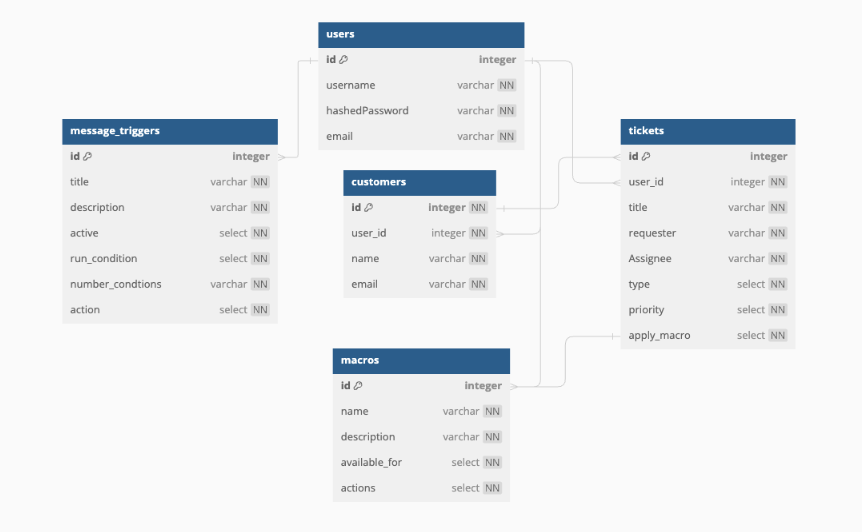 users
id integer
username varchar NN
hashedPassword varchar NN
email varchar NN
message_triggers
id integer
title varchar NN
description varchar NN
active select NN
run_condition select NN
number_condtions varchar NN
action select NN
customers
id integer NN
user_id integer NN
name varchar NN
email varchar NN
tickets
id integer
user_id integer NN
title varchar NN
requester varchar NN
Assignee varchar NN
type select NN
priority select NN
apply_macro select NN
macros
id integer
name varchar NN
description varchar NN
available_for select NN
actions select NN